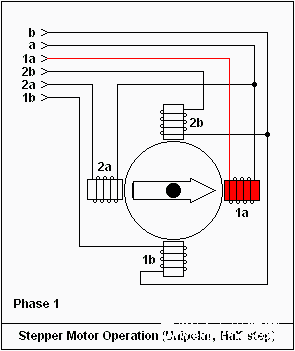 b
a
1a
2b
2a
1b
2b
2a
1a
1b
Phase 1
Stepper Motor Operation (Unipolar, Half step)